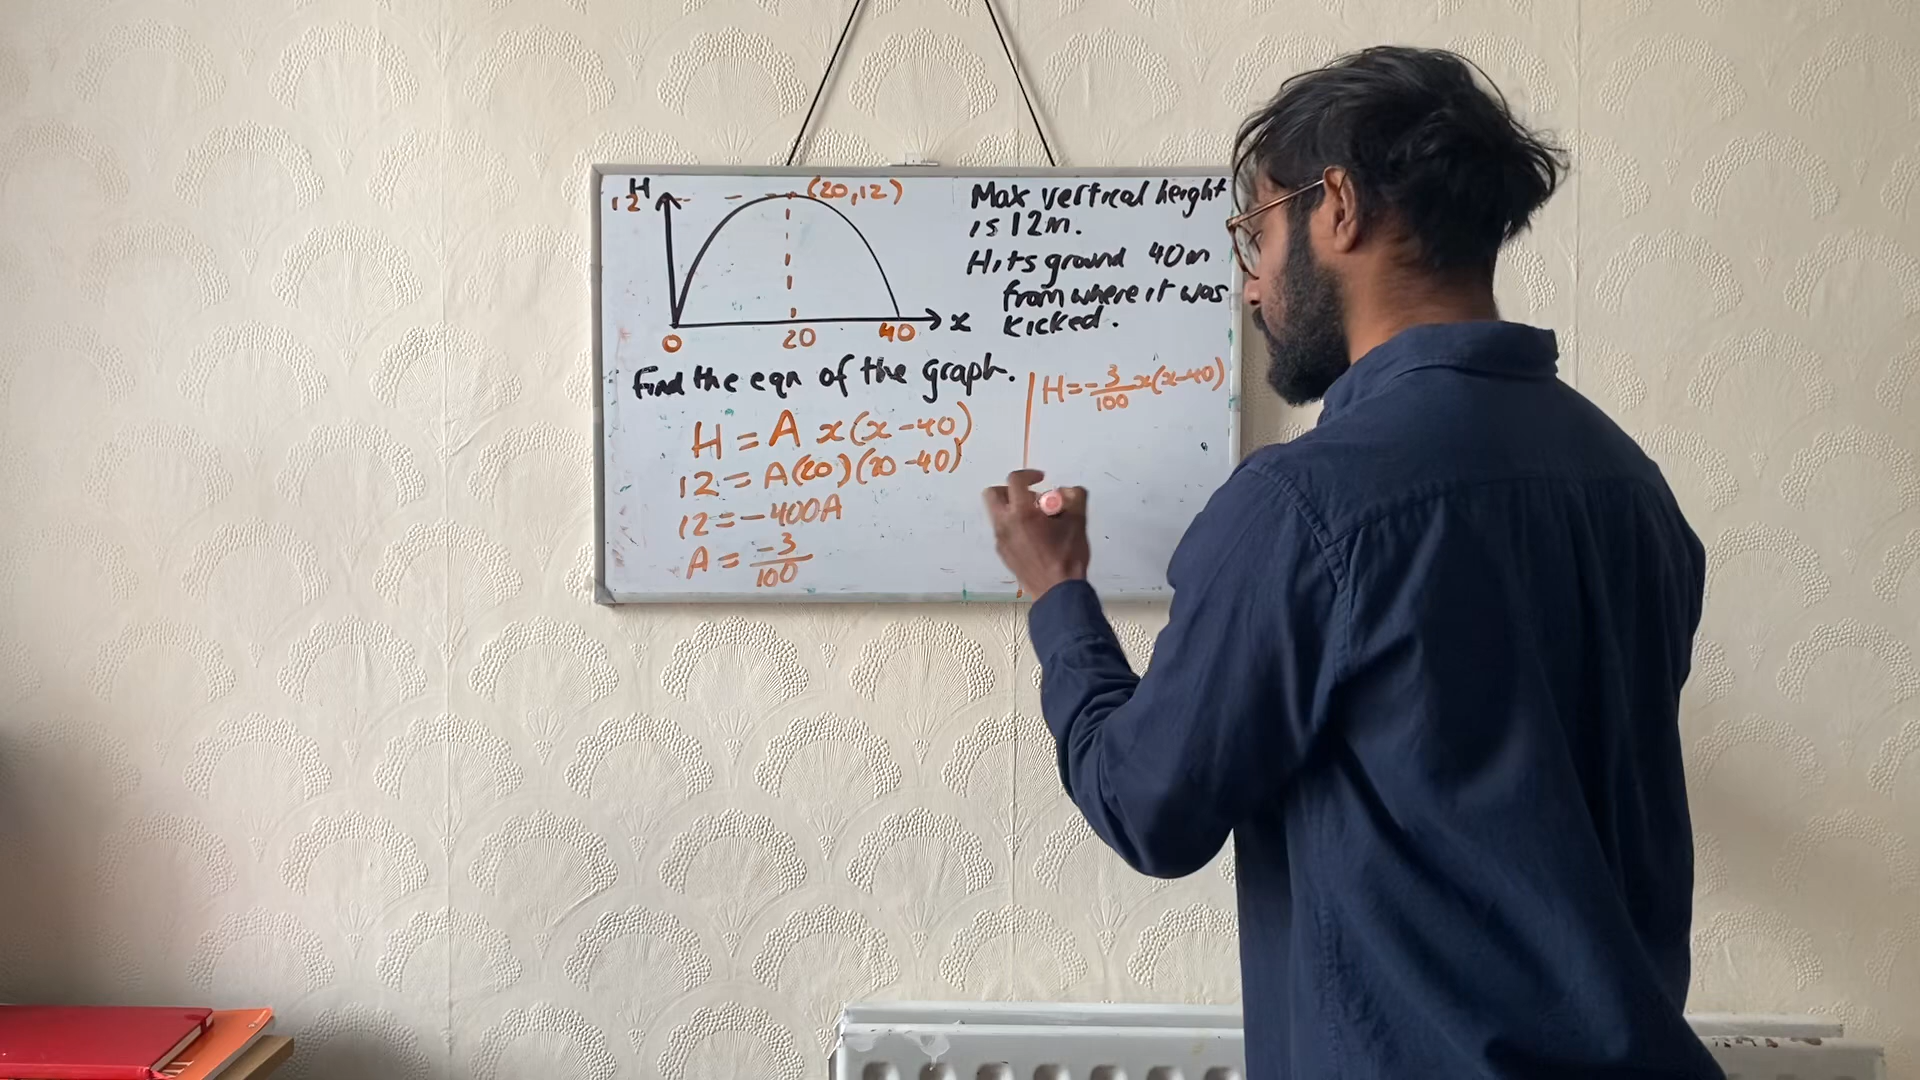 H
12
(20,12)
0
20
40
x
Max vertical height
is 12m.
Hits ground 40m
from where it was
kicked.
Find the eqn of the graph.
H = A x(x-40)
12 = A(20)(20-40)
12 = -400A
A = -3/100
H = -3/100 x(x-40)